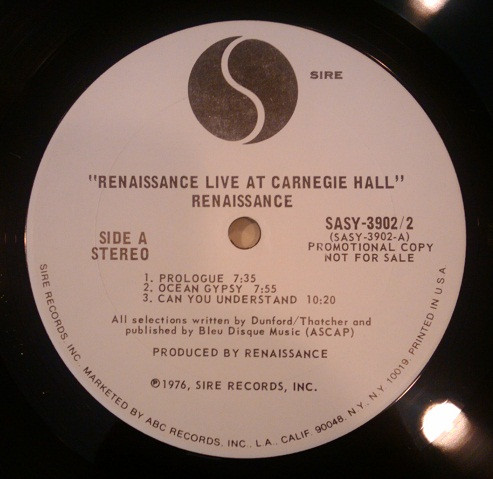 SIRE
"RENAISSANCE LIVE AT CARNEGIE HALL"
RENAISSANCE
SIDE A
STEREO
SASY-3902/2
(SASY-3902-A)
PROMOTIONAL COPY
NOT FOR SALE
1. PROLOGUE 7:35
2. OCEAN GYPSY 7:55
3. CAN YOU UNDERSTAND 10:20
All selections written by Dunford/Thatcher and
published by Bleu Disque Music (ASCAP)
PRODUCED BY RENAISSANCE
℗1976, SIRE RECORDS, INC.
SIRE RECORDS, INC. MARKETED BY ABC RECORDS, INC., L.A., CALIF. 90048, N.Y., N.Y. 10019. PRINTED IN U.S.A.